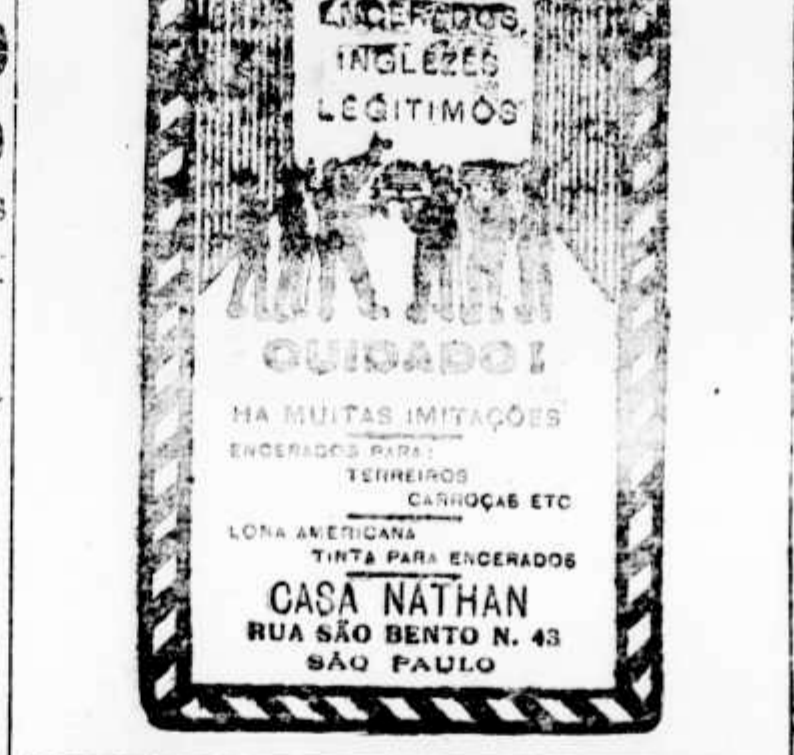 ENCERADOS,
INGLEZES
LEGITIMOS
CUIDADO!
HA MUITAS IMITAÇÕES
ENCERADOS PARA:
TERREIROS
CARROÇAS ETC
LONA AMERICANA
TINTA PARA ENCERADOS
CASA NATHAN
RUA SÃO BENTO N. 43
SÃO PAULO